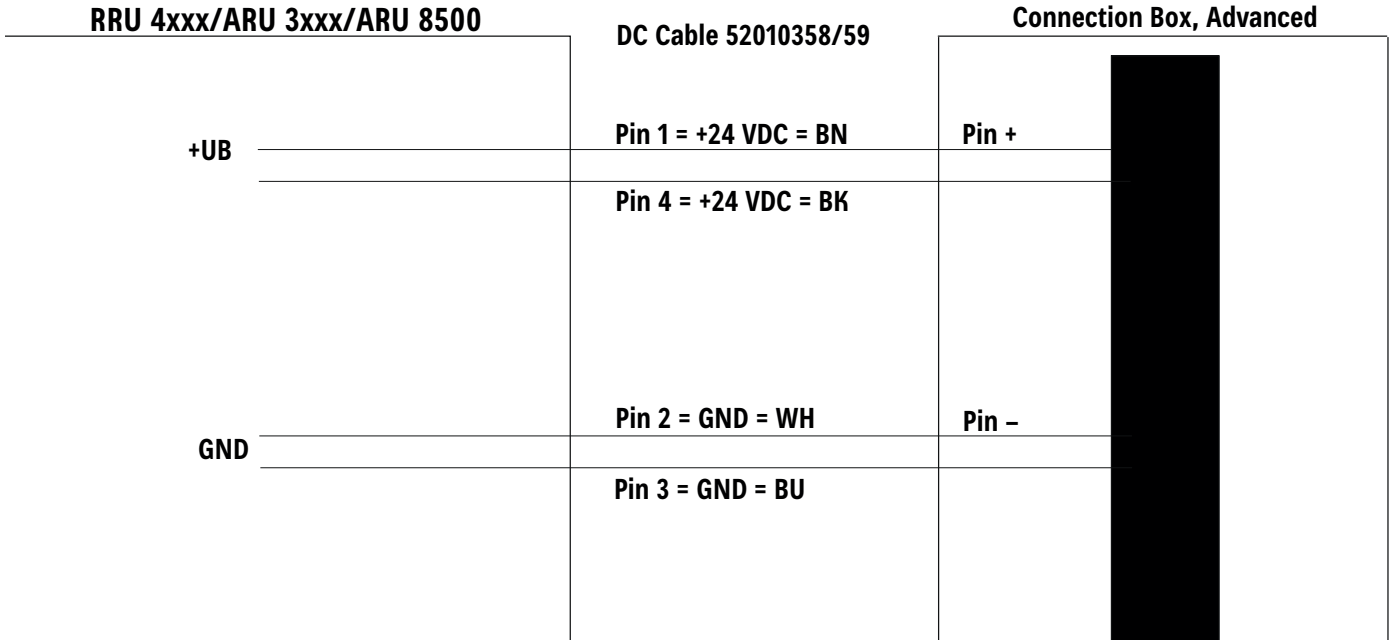 RRU 4xxx/ARU 3xxx/ARU 8500
DC Cable 52010358/59
Connection Box, Advanced
+UB
Pin 1 = +24 VDC = BN
Pin +
Pin 4 = +24 VDC = BK
GND
Pin 2 = GND = WH
Pin –
Pin 3 = GND = BU